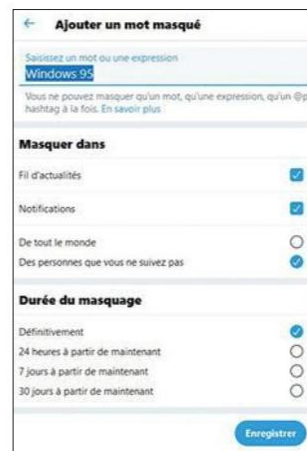 ← Ajouter un mot masqué
Saisissez un mot ou une expression
Windows 95
Vous ne pouvez masquer qu'un mot, qu'une expression, qu'un @p
hashtag à la fois. En savoir plus
Masquer dans
Fil d'actualités
Notifications
De tout le monde
Des personnes que vous ne suivez pas
Durée du masquage
Définitivement
24 heures à partir de maintenant
7 jours à partir de maintenant
30 jours à partir de maintenant
Enregistrer